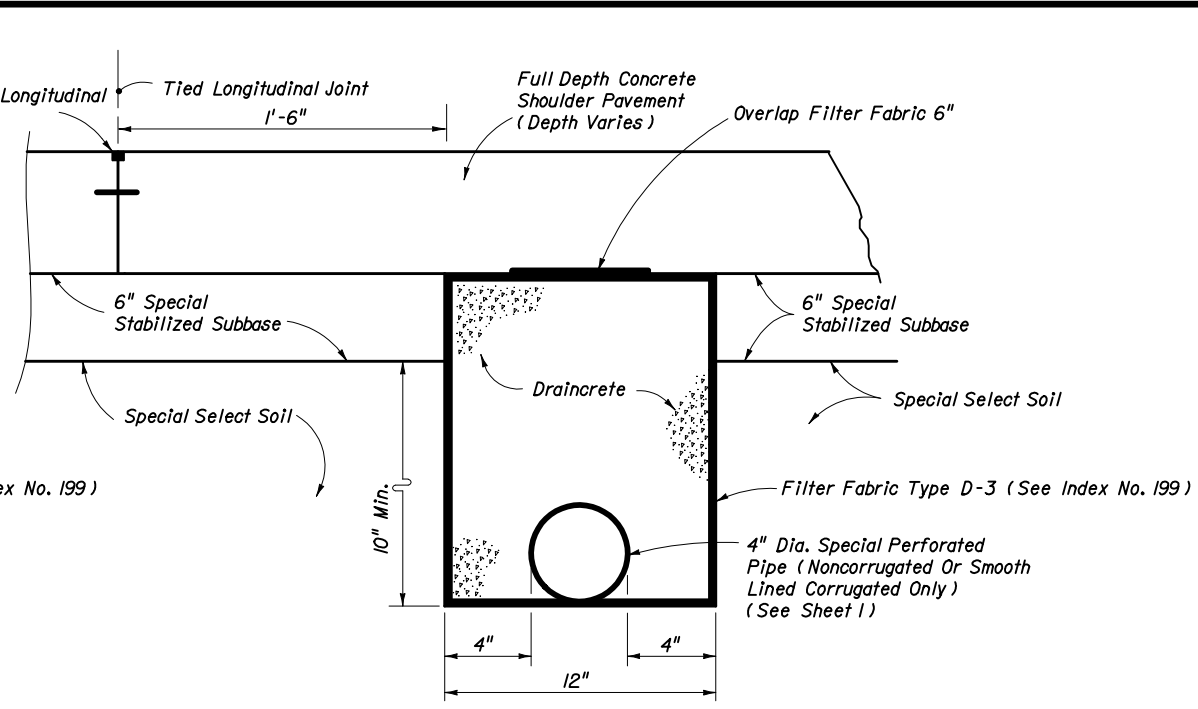 Longitudinal
Tied Longitudinal Joint
1'-6"
Full Depth Concrete
Shoulder Pavement
(Depth Varies)
Overlap Filter Fabric 6"
6" Special
Stabilized Subbase
6" Special
Stabilized Subbase
Draincrete
Special Select Soil
Special Select Soil
10" Min.
No. 199)
Filter Fabric Type D-3 (See Index No. 199)
4" Dia. Special Perforated
Pipe (Noncorrugated Or Smooth
Lined Corrugated Only)
(See Sheet 1)
4"
4"
12"